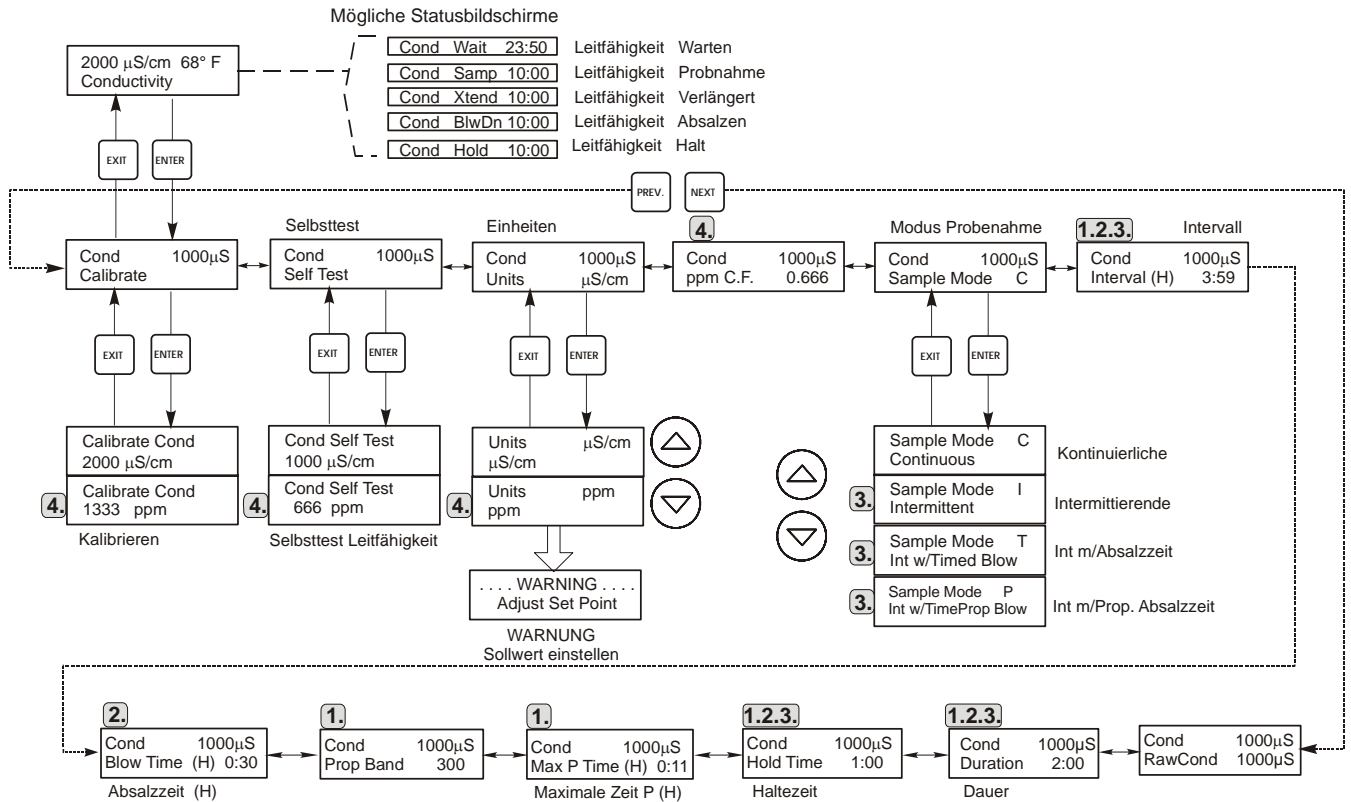 Mögliche Statusbildschirme
2000 µS/cm 68° F
Conductivity
Cond Wait 23:50 Leitfähigkeit Warten
Cond Samp 10:00 Leitfähigkeit Probnahme
Cond Xtend 10:00 Leitfähigkeit Verlängert
Cond BlwDn 10:00 Leitfähigkeit Absalzen
Cond Hold 10:00 Leitfähigkeit Halt
EXIT
ENTER
PREV.
NEXT
Cond 1000µS
Calibrate
Selbsttest
Cond 1000µS
Self Test
Einheiten
Cond 1000µS
Units µS/cm
4.
Cond 1000µS
ppm C.F. 0.666
Modus Probenahme
Cond 1000µS
Sample Mode C
1.2.3.
Intervall
Cond 1000µS
Interval (H) 3:59
EXIT
ENTER
EXIT
ENTER
EXIT
ENTER
EXIT
ENTER
Calibrate Cond
2000 µS/cm
4.
Calibrate Cond
1333 ppm
Kalibrieren
Cond Self Test
1000 µS/cm
4.
Cond Self Test
666 ppm
Selbsttest Leitfähigkeit
Units µS/cm
µS/cm
4.
Units ppm
ppm
. . . . WARNING . . . .
Adjust Set Point
WARNUNG
Sollwert einstellen
Sample Mode C
Continuous
Kontinuierliche
3.
Sample Mode I
Intermittent
Intermittierende
3.
Sample Mode T
Int w/Timed Blow
Int m/Absalzzeit
3.
Sample Mode P
Int w/TimeProp Blow
Int m/Prop. Absalzzeit
2.
Cond 1000µS
Blow Time (H) 0:30
Absalzzeit (H)
1.
Cond 1000µS
Prop Band 300
1.
Cond 1000µS
Max P Time (H) 0:11
Maximale Zeit P (H)
1.2.3.
Cond 1000µS
Hold Time 1:00
Haltezeit
1.2.3.
Cond 1000µS
Duration 2:00
Dauer
Cond 1000µS
RawCond 1000µS